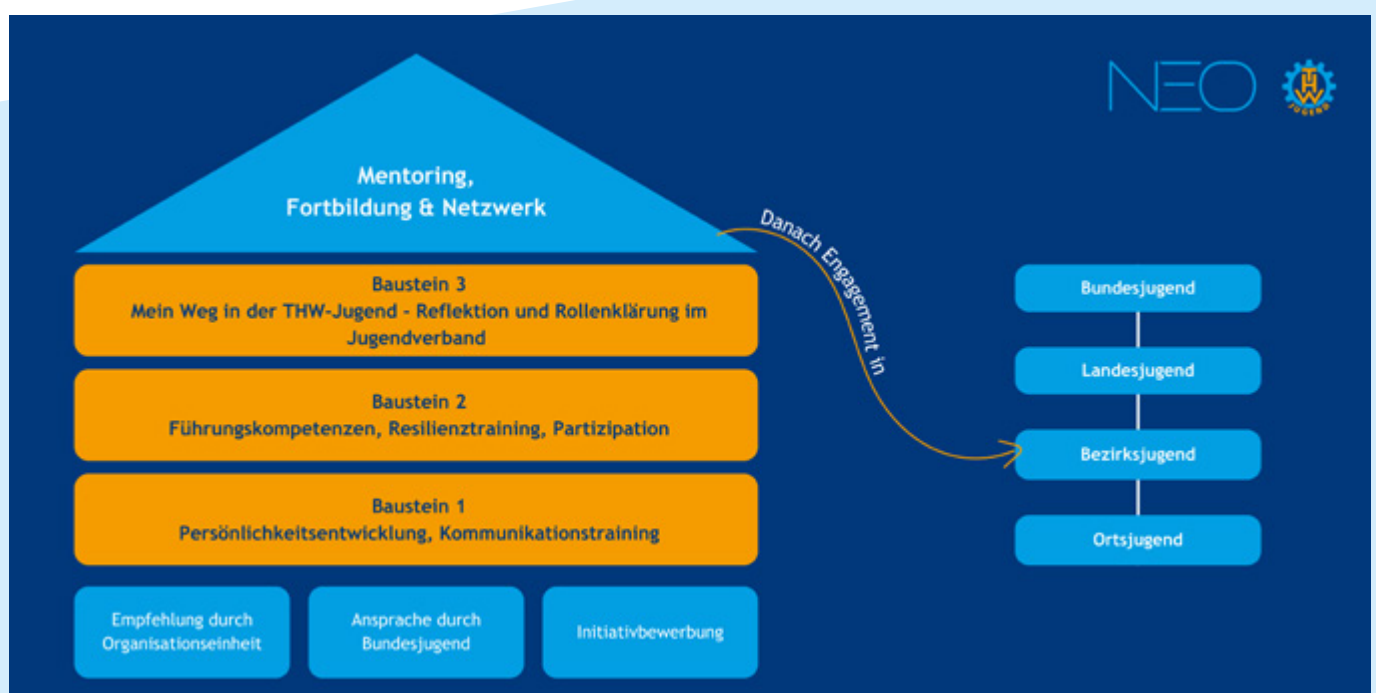 NEO
THW
JUGEND
Mentoring,
Fortbildung & Netzwerk
Danach Engagement in
Baustein 3
Mein Weg in der THW-Jugend - Reflektion und Rollenklärung im
Jugendverband
Baustein 2
Führungskompetenzen, Resilienztraining, Partizipation
Baustein 1
Persönlichkeitsentwicklung, Kommunikationstraining
Empfehlung durch
Organisationseinheit
Ansprache durch
Bundesjugend
Initiativbewerbung
Bundesjugend
Landesjugend
Bezirksjugend
Ortsjugend